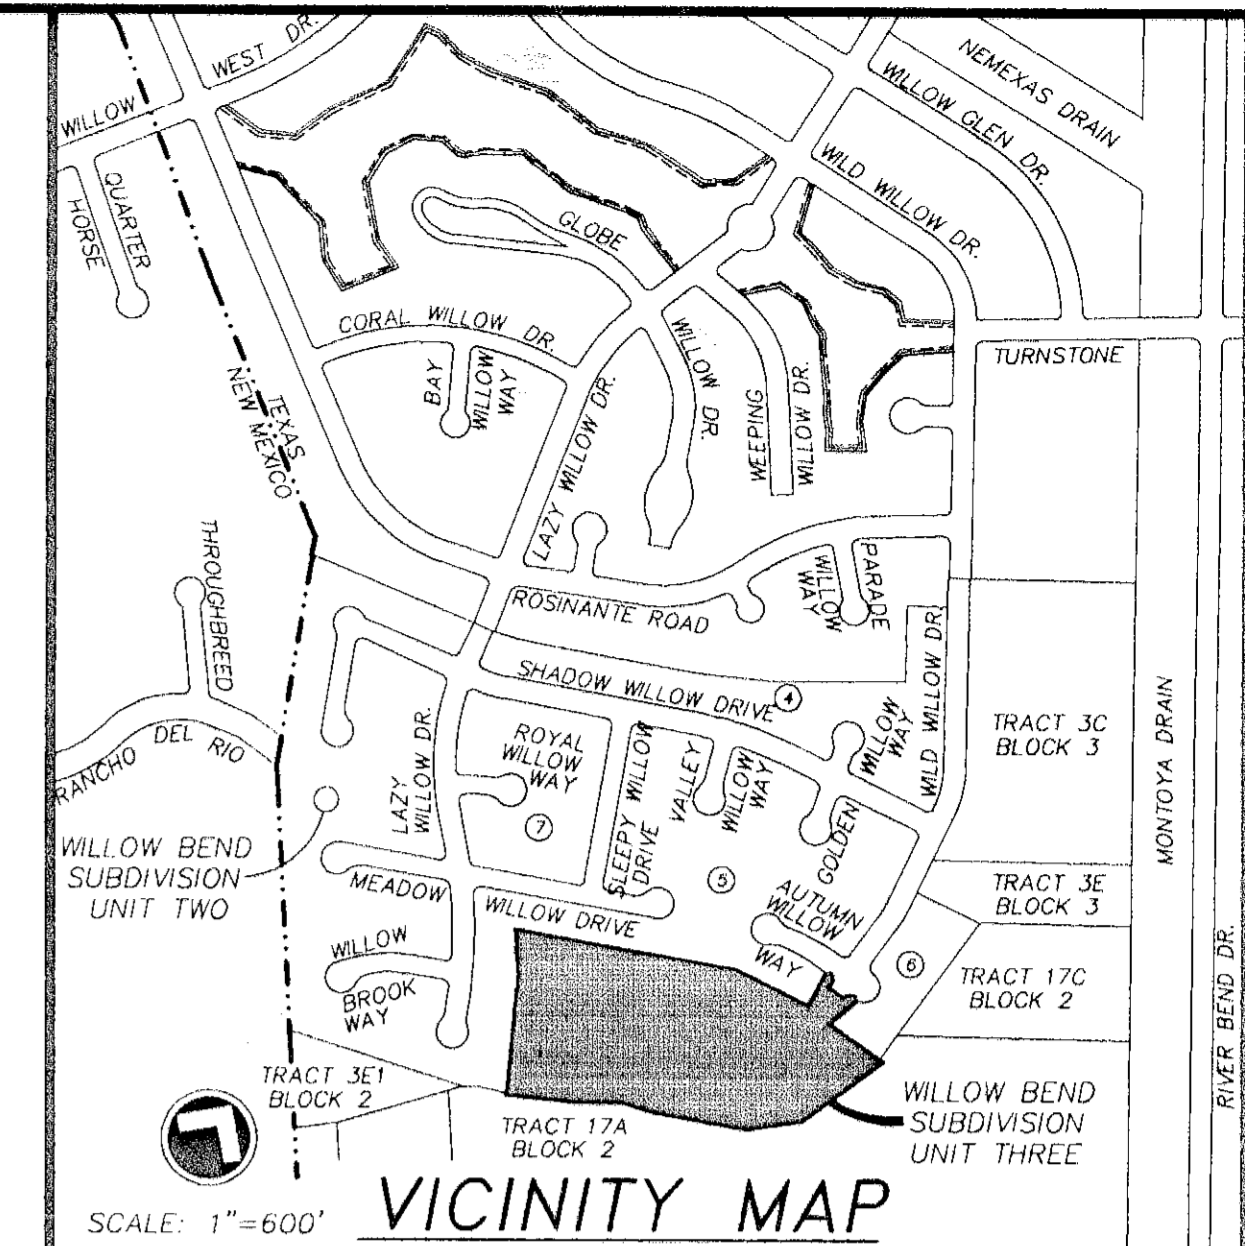 WEST DR.
WILLOW
NEMEXAS DRAIN
WILLOW GLEN DR.
WILD WILLOW DR.
QUARTER
HORSE
GLOBE
CORAL WILLOW DR.
WILLOW DR.
TURNSTONE
BAY
WILLOW
WAY
WEEPING
WILLOW DR.
TEXAS
NEW MEXICO
LAZY WILLOW DR.
THROUGHBREED
PARADE
WILLOW
WAY
ROSINANTE ROAD
SHADOW WILLOW DRIVE
4
WILD WILLOW DR.
WILLOW
WAY
TRACT 3C
BLOCK 3
MONTOYA DRAIN
RANCHO DEL RIO
LAZY
WILLOW DR.
ROYAL
WILLOW
WAY
SLEEPY WILLOW
DRIVE
VALLEY
WILLOW
WAY
GOLDEN
7
5
WILLOW BEND
SUBDIVISION
UNIT TWO
MEADOW
WILLOW DRIVE
AUTUMN
WILLOW
WAY
TRACT 3E
BLOCK 3
6
WILLOW
BROOK
WAY
TRACT 17C
BLOCK 2
RIVER BEND DR.
TRACT 3E1
BLOCK 2
TRACT 17A
BLOCK 2
WILLOW BEND
SUBDIVISION
UNIT THREE
SCALE: 1"=600'
VICINITY MAP